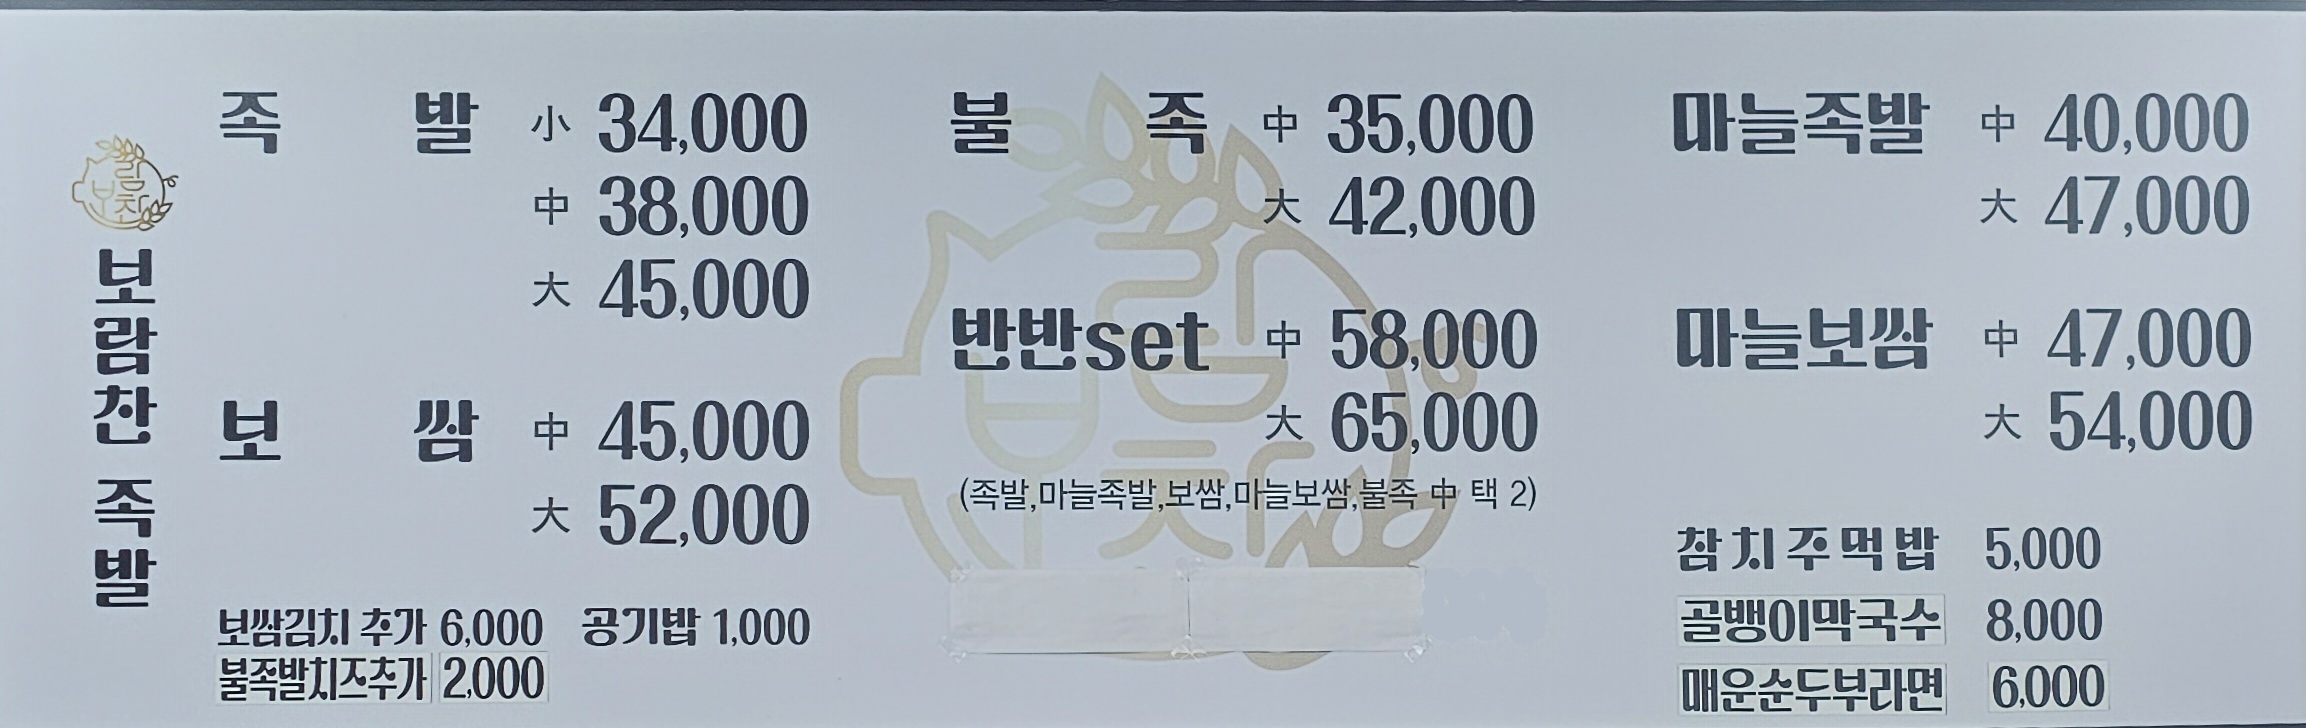 보람찬
보람찬 족발
족발 小 34,000
中 38,000
大 45,000
보쌈 中 45,000
大 52,000
보쌈김치 추가 6,000 공기밥 1,000
불족발치즈추가 2,000
불족 中 35,000
大 42,000
반반set 中 58,000
大 65,000
(족발,마늘족발,보쌈,마늘보쌈,불족 中 택 2)
마늘족발 中 40,000
大 47,000
마늘보쌈 中 47,000
大 54,000
참치주먹밥 5,000
골뱅이막국수 8,000
매운순두부라면 6,000